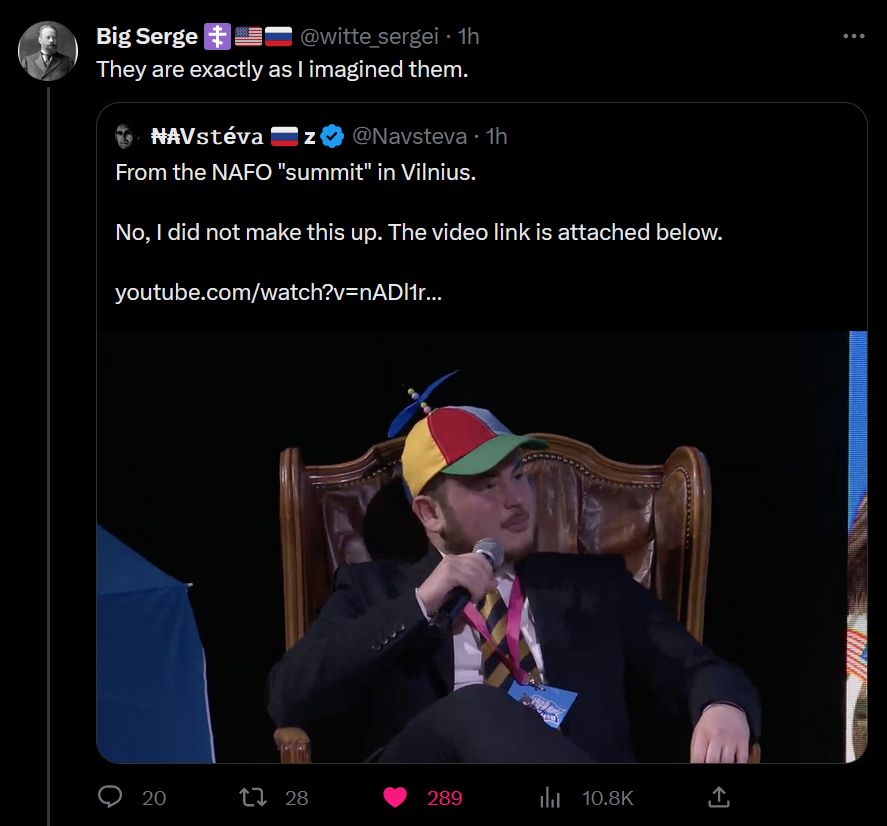 Big Serge ☦️🇺🇸🇷🇺 @witte_sergei · 1h
They are exactly as I imagined them.
₦₳Vstéva 🇷🇺 z @Navsteva · 1h
From the NAFO "summit" in Vilnius.
No, I did not make this up. The video link is attached below.
youtube.com/watch?v=nADl1r...
20 28 289 10.8K